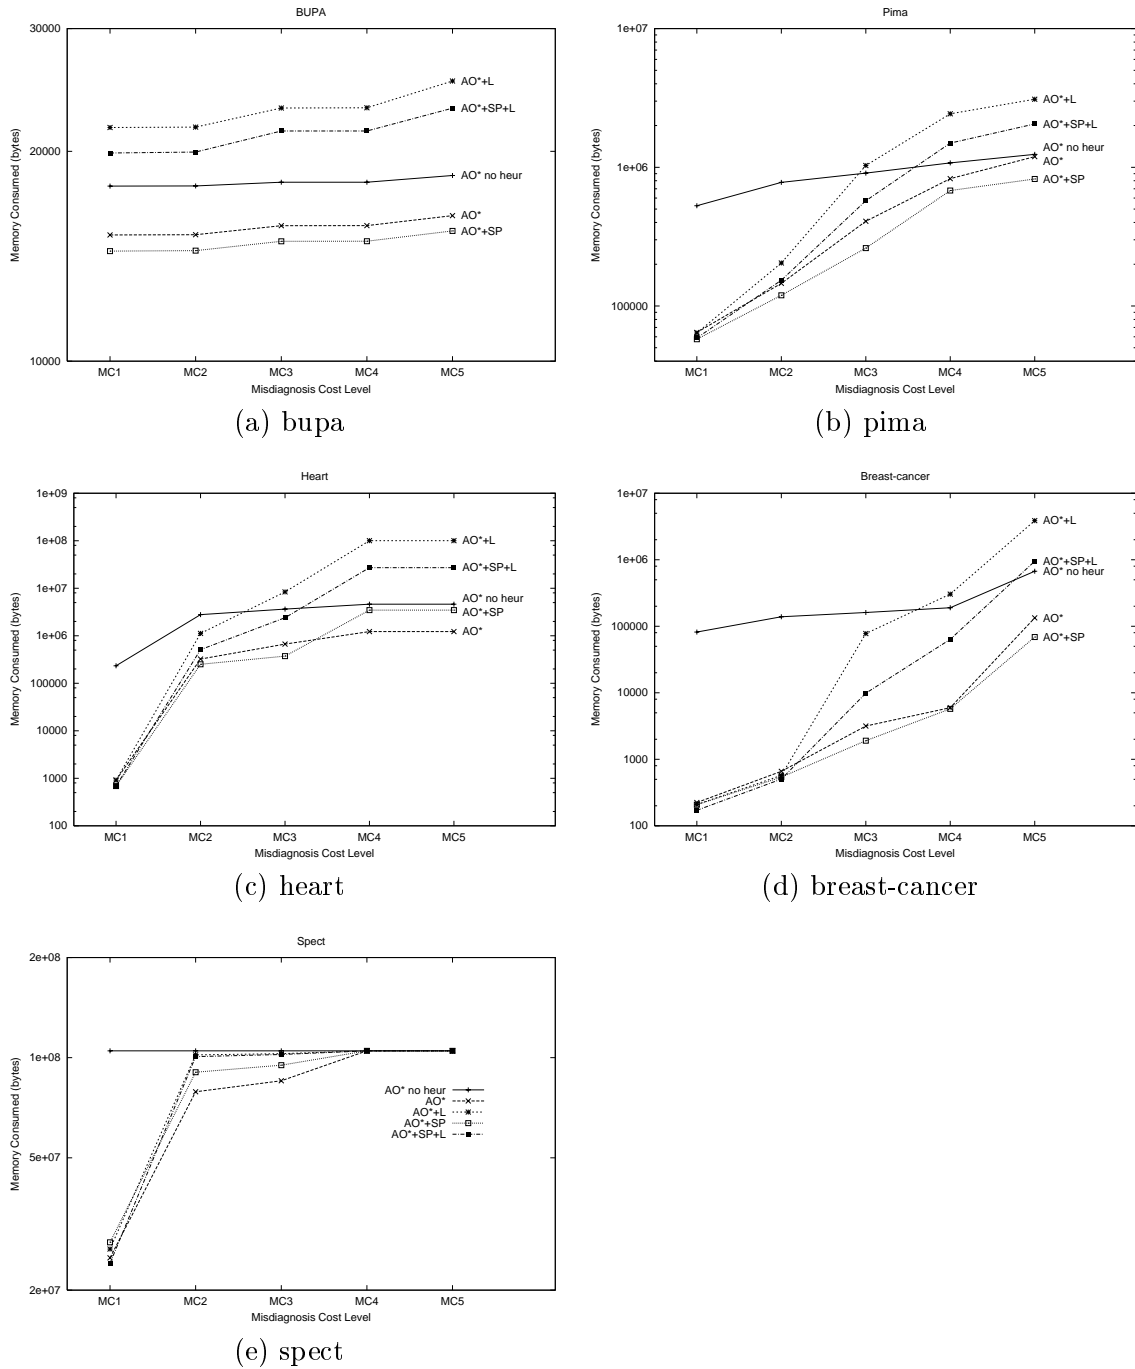 BUPA
30000
20000
10000
Memory Consumed (bytes)
AO*+L
AO*+SP+L
AO* no heur
AO*
AO*+SP
MC1 MC2 MC3 MC4 MC5
Misdiagnosis Cost Level
(a) bupa
Pima
1e+07
1e+06
100000
Memory Consumed (bytes)
AO*+L
AO*+SP+L
AO* no heur
AO*
AO*+SP
MC1 MC2 MC3 MC4 MC5
Misdiagnosis Cost Level
(b) pima
Heart
1e+09
1e+08
1e+07
1e+06
100000
10000
1000
100
Memory Consumed (bytes)
AO*+L
AO*+SP+L
AO* no heur
AO*+SP
AO*
MC1 MC2 MC3 MC4 MC5
Misdiagnosis Cost Level
(c) heart
Breast-cancer
1e+07
1e+06
100000
10000
1000
100
Memory Consumed (bytes)
AO*+L
AO*+SP+L
AO* no heur
AO*
AO*+SP
MC1 MC2 MC3 MC4 MC5
Misdiagnosis Cost Level
(d) breast-cancer
Spect
2e+08
1e+08
5e+07
2e+07
Memory Consumed (bytes)
AO* no heur
AO*
AO*+L
AO*+SP
AO*+SP+L
MC1 MC2 MC3 MC4 MC5
Misdiagnosis Cost Level
(e) spect